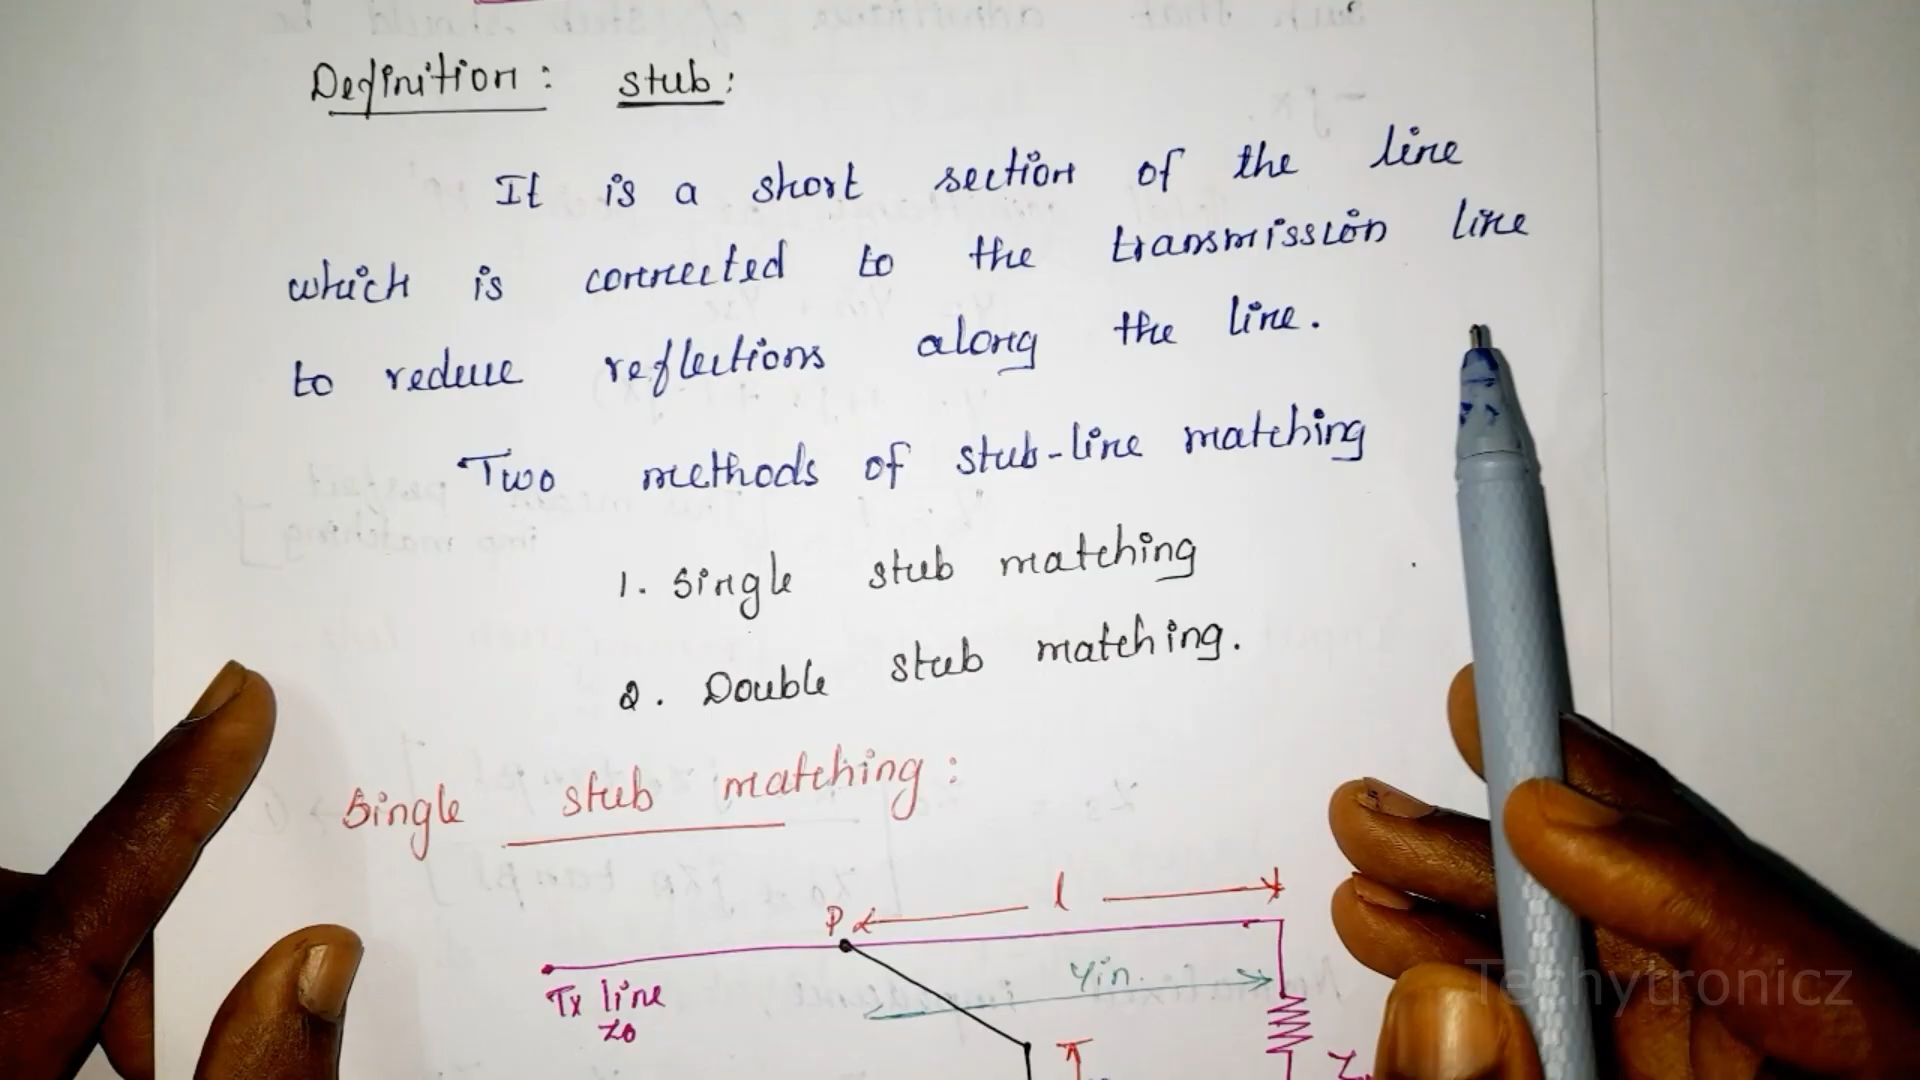 Definition: stub:
It is a short section of the line
which is connected to the transmission line
to reduce reflections along the line.
Two methods of stub-line matching
1. Single stub matching
2. Double stub matching.
Single stub matching:
l
P
Yin
Tx line
Z0
Techytronicz